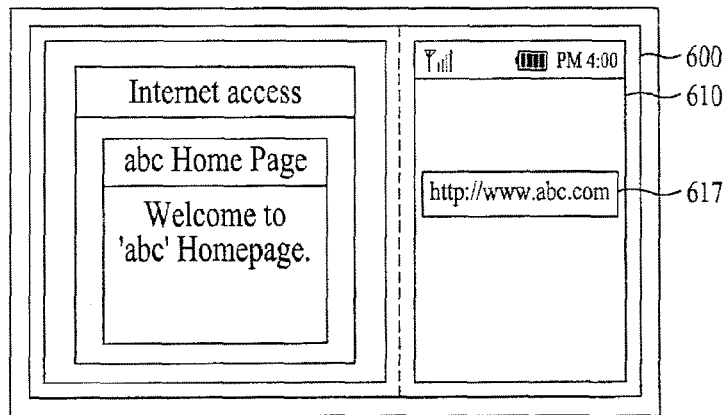 Internet access
abc Home Page
Welcome to
'abc' Homepage.
PM 4:00
http://www.abc.com
600
610
617